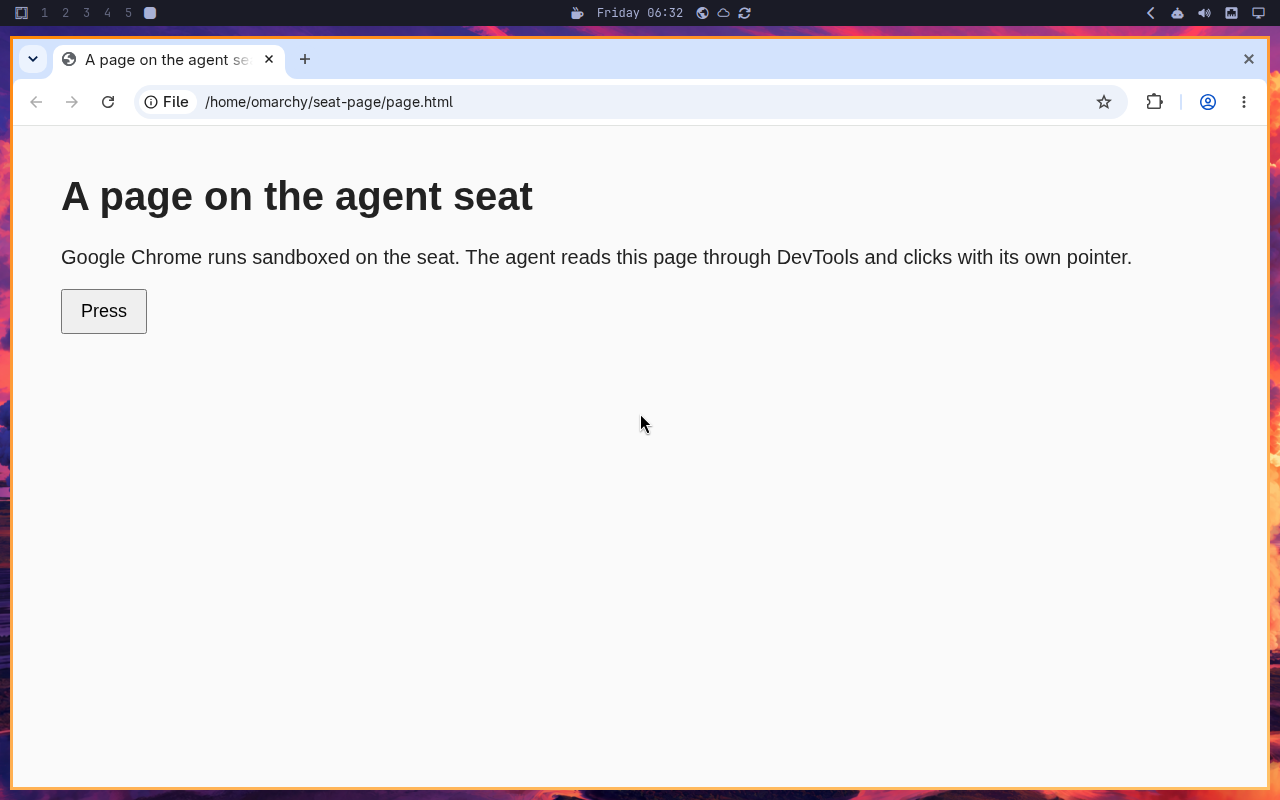 1 2 3 4 5
Friday 06:32
A page on the agent se
File
/home/omarchy/seat-page/page.html
A page on the agent seat
Google Chrome runs sandboxed on the seat. The agent reads this page through DevTools and clicks with its own pointer.
Press